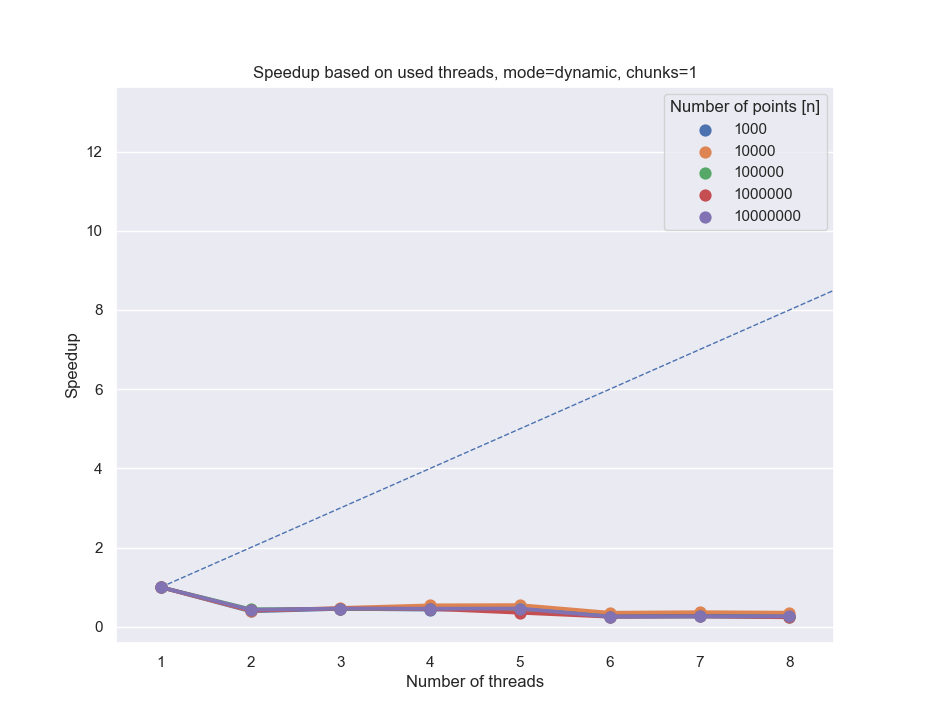 Speedup based on used threads, mode=dynamic, chunks=1
Number of points [n]
1000
10000
100000
1000000
10000000
12
10
8
6
4
2
0
Speedup
1 2 3 4 5 6 7 8
Number of threads